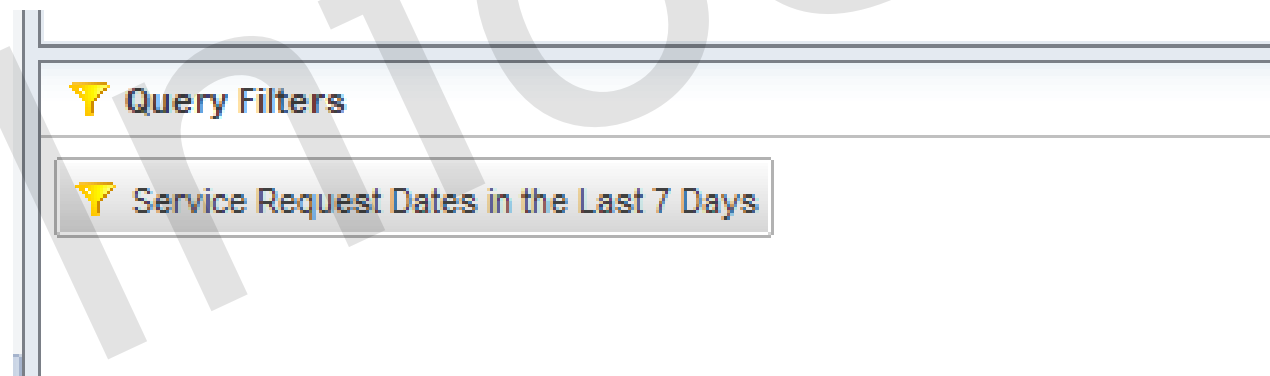 Query Filters
Service Request Dates in the Last 7 Days